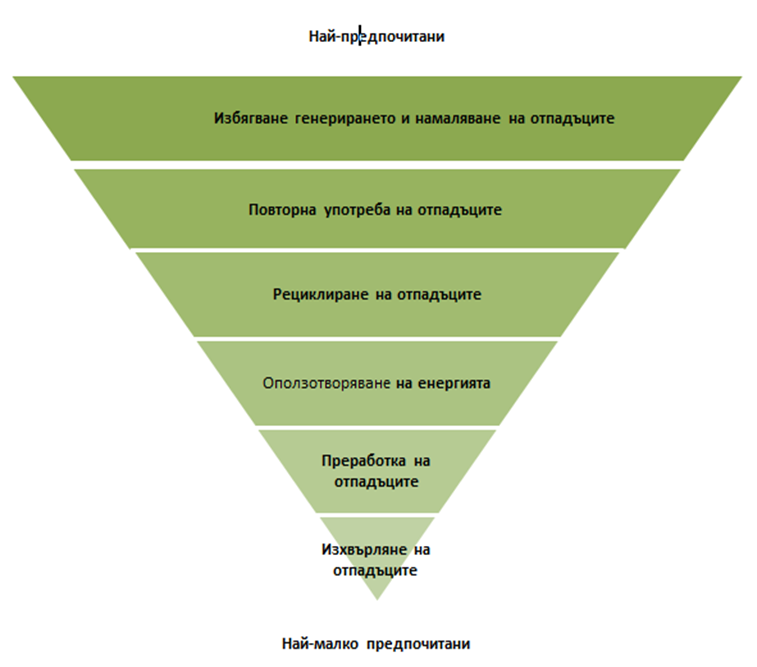 Най-предпочитани
Избягване генерирането и намаляване на отпадъците
Повторна употреба на отпадъците
Рециклиране на отпадъците
Оползотворяване на енергията
Преработка на
отпадъците
Изхвърляне на
отпадъците
Най-малко предпочитани